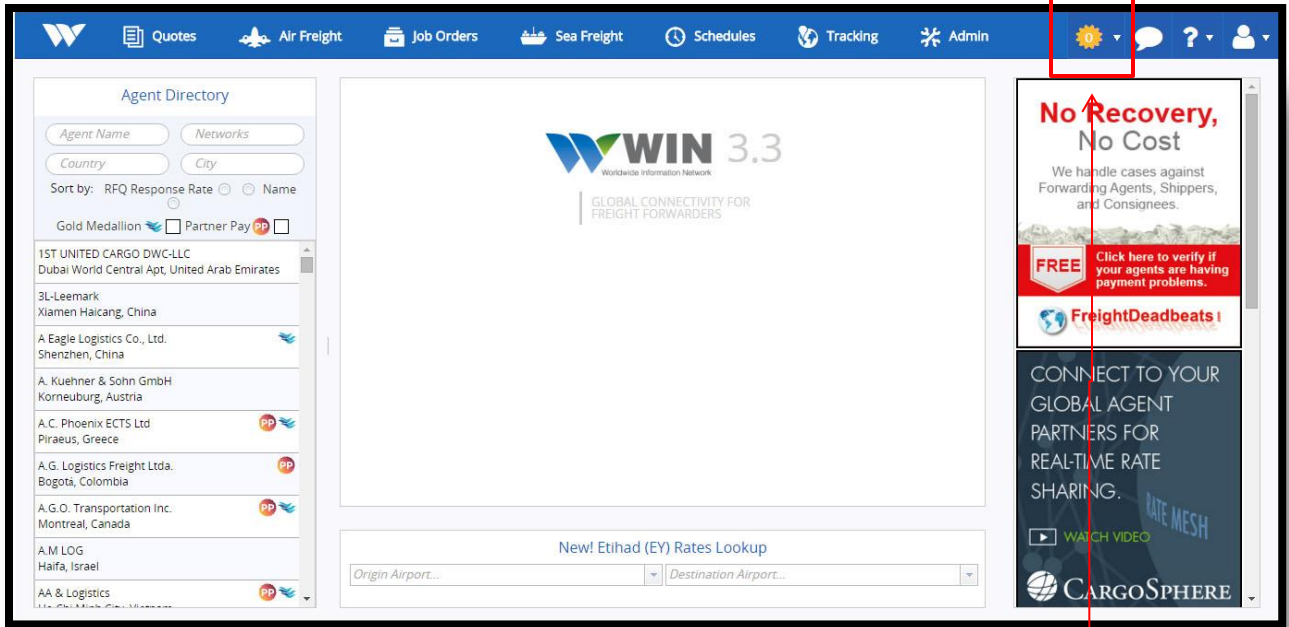 Quotes
Air Freight
Job Orders
Sea Freight
Schedules
Tracking
Admin
0
?
Agent Directory
Agent Name
Networks
Country
City
Sort by: RFQ Response Rate Name
Gold Medallion Partner Pay PP
1ST UNITED CARGO DWC-LLC
Dubai World Central Apt, United Arab Emirates
3L-Leemark
Xiamen Haicang, China
A Eagle Logistics Co., Ltd.
Shenzhen, China
A. Kuehner & Sohn GmbH
Korneuburg, Austria
A.C. Phoenix ECTS Ltd PP
Piraeus, Greece
A.G. Logistics Freight Ltda. PP
Bogotá, Colombia
A.G.O. Transportation Inc. PP
Montreal, Canada
A.M LOG
Haifa, Israel
AA & Logistics PP
WIN 3.3
Worldwide Information Network
GLOBAL CONNECTIVITY FOR
FREIGHT FORWARDERS
New! Etihad (EY) Rates Lookup
Origin Airport...
Destination Airport...
No Recovery,
No Cost
We handle cases against
Forwarding Agents, Shippers,
and Consignees.
FREE
Click here to verify if
your agents are having
payment problems.
FreightDeadbeats
CONNECT TO YOUR
GLOBAL AGENT
PARTNERS FOR
REAL-TIME RATE
SHARING.
RATE MESH
WATCH VIDEO
CARGOSPHERE